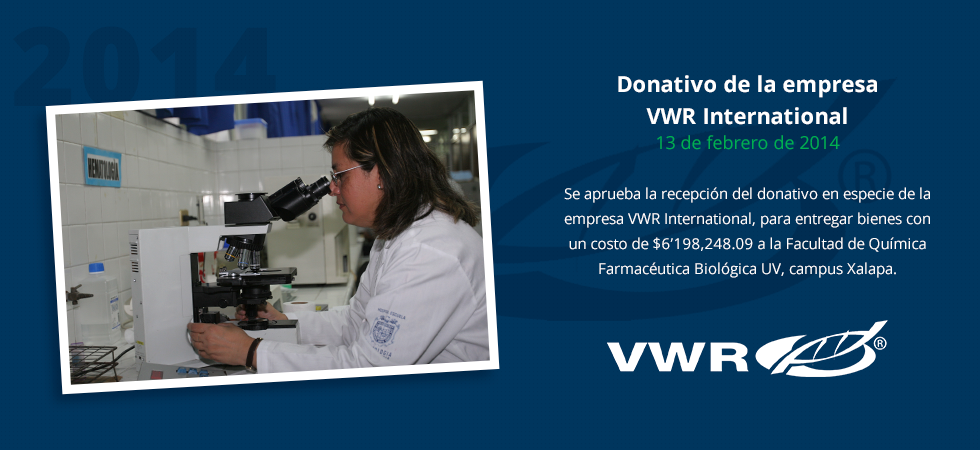 2014
HEMATOLOGÍA
Donativo de la empresa
VWR International
13 de febrero de 2014
Se aprueba la recepción del donativo en especie de la
empresa VWR International, para entregar bienes con
un costo de $6’198,248.09 a la Facultad de Química
Farmacéutica Biológica UV, campus Xalapa.
VWR ®
®